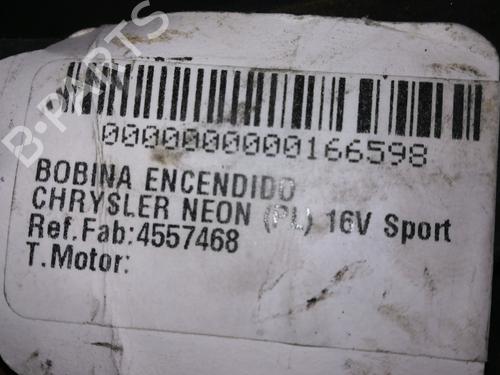 B-PARTS
0000000000166598
BOBINA ENCENDIDO
CHRYSLER NEON (PL) 16V Sport
Ref.Fab:4557468
T.Motor: